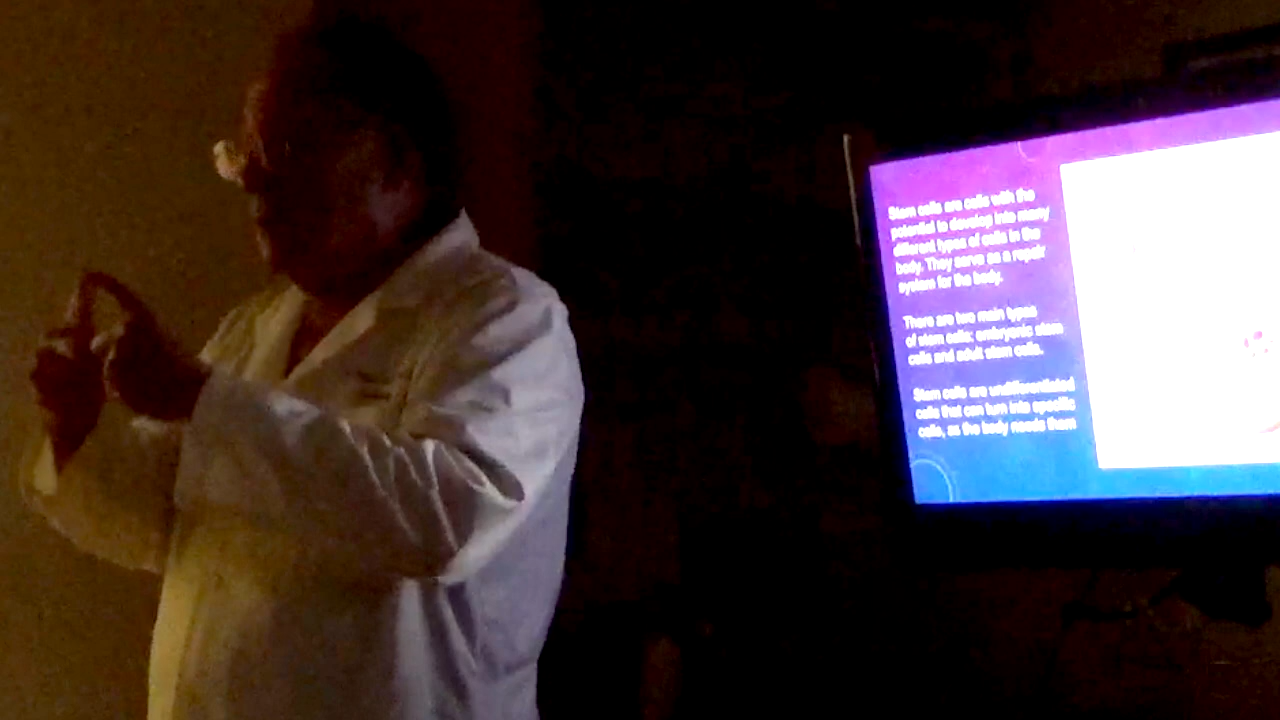 Stem cells are cells with the
potential to develop into many
different types of cells in the
body. They serve as a repair
system for the body.
There are two main types
of stem cells: embryonic stem
cells and adult stem cells.
Stem cells are undifferentiated
cells that can turn into specific
cells, as the body needs them